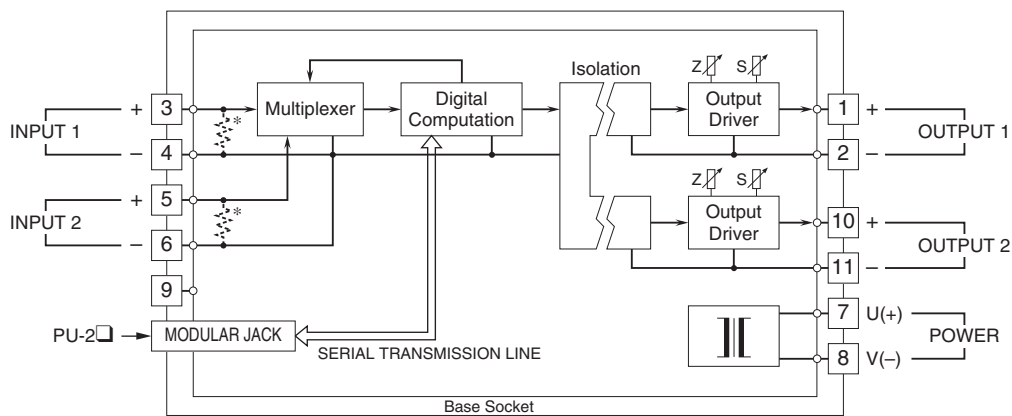 Isolation
Z S
Multiplexer
Digital
Computation
Output
Driver
INPUT 1
+ 3
*
– 4
1 +
2 –
OUTPUT 1
INPUT 2
+ 5
*
– 6
Z S
Output
Driver
10 +
11 –
OUTPUT 2
9
PU-2❑
MODULAR JACK
SERIAL TRANSMISSION LINE
7 U(+)
8 V(–)
POWER
Base Socket